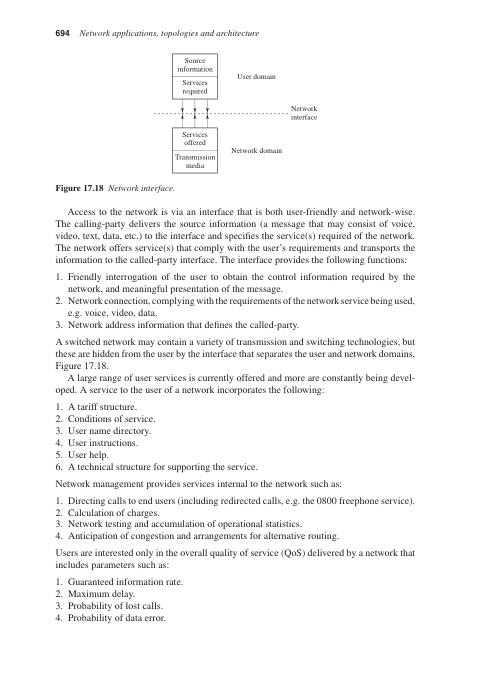 694 Network applications, topologies and architecture
Source
information
Services
required
User domain
Network
interface
Services
offered
Transmission
media
Network domain
Figure 17.18 Network interface.
Access to the network is via an interface that is both user-friendly and network-wise.
The calling-party delivers the source information (a message that may consist of voice,
video, text, data, etc.) to the interface and specifies the service(s) required of the network.
The network offers service(s) that comply with the user's requirements and transports the
information to the called-party interface. The interface provides the following functions:
1. Friendly interrogation of the user to obtain the control information required by the
network, and meaningful presentation of the message.
2. Network connection, complying with the requirements of the network service being used,
e.g. voice, video, data.
3. Network address information that defines the called-party.
A switched network may contain a variety of transmission and switching technologies, but
these are hidden from the user by the interface that separates the user and network domains,
Figure 17.18.
A large range of user services is currently offered and more are constantly being devel-
oped. A service to the user of a network incorporates the following:
1. A tariff structure.
2. Conditions of service.
3. User name directory.
4. User instructions.
5. User help.
6. A technical structure for supporting the service.
Network management provides services internal to the network such as:
1. Directing calls to end users (including redirected calls, e.g. the 0800 freephone service).
2. Calculation of charges.
3. Network testing and accumulation of operational statistics.
4. Anticipation of congestion and arrangements for alternative routing.
Users are interested only in the overall quality of service (QoS) delivered by a network that
includes parameters such as:
1. Guaranteed information rate.
2. Maximum delay.
3. Probability of lost calls.
4. Probability of data error.